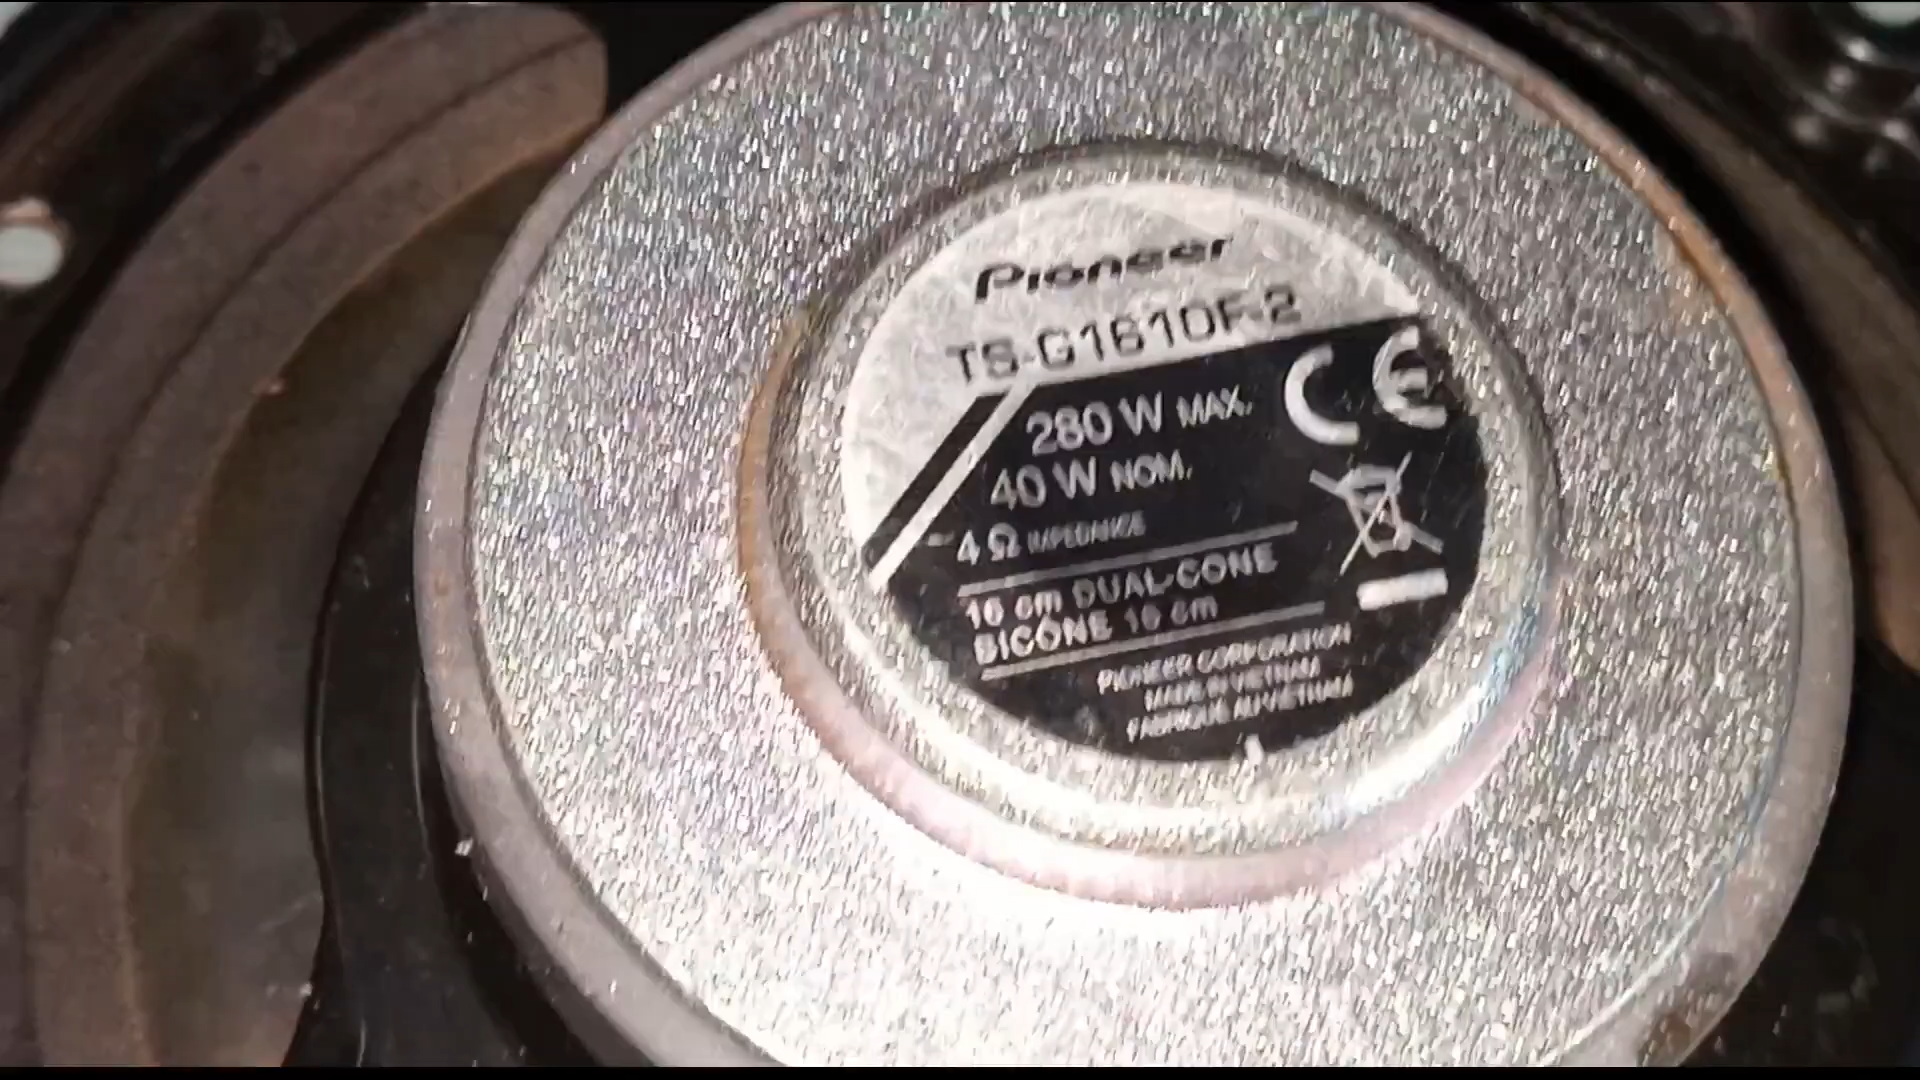 Pioneer
TS-G1610F-2
280 W MAX.
40 W NOM.
4 Ω IMPEDANCE
16 cm DUAL-CONE
BICÔNE 16 cm
PIONEER CORPORATION
MADE IN VIETNAM
FABRIQUÉ AU VIETNAM
CE